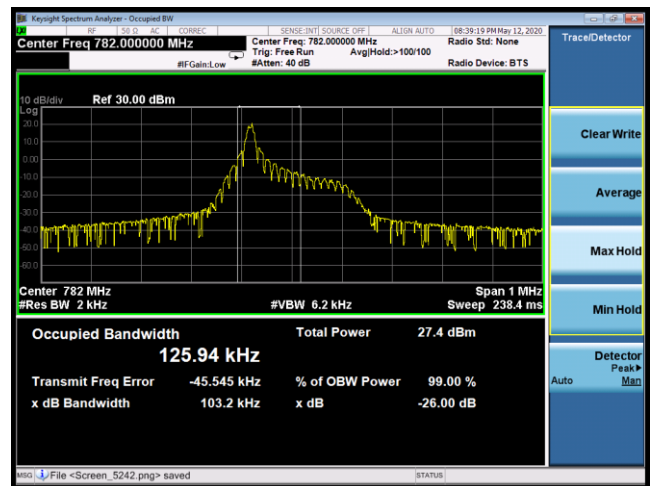 Keysight Spectrum Analyzer - Occupied BW
RF 50 Ω AC CORREC SENSE:INT SOURCE OFF ALIGN AUTO 08:39:19 PM May 12, 2020
Center Freq 782.000000 MHz
Center Freq: 782.000000 MHz
Radio Std: None
Trig: Free Run
Avg|Hold:>100/100
#IFGain:Low
#Atten: 40 dB
Radio Device: BTS
10 dB/div Ref 30.00 dBm
Log
20.0
10.0
0.00
-10.0
-20.0
-30.0
-40.0
-50.0
-60.0
Center 782 MHz
Span 1 MHz
#Res BW 2 kHz
#VBW 6.2 kHz
Sweep 238.4 ms
Occupied Bandwidth
Total Power 27.4 dBm
125.94 kHz
Transmit Freq Error -45.545 kHz
% of OBW Power 99.00 %
x dB Bandwidth 103.2 kHz
x dB -26.00 dB
MSG File <Screen_5242.png> saved
STATUS
Trace/Detector
Clear Write
Average
Max Hold
Min Hold
Detector
Peak▶
Auto Man